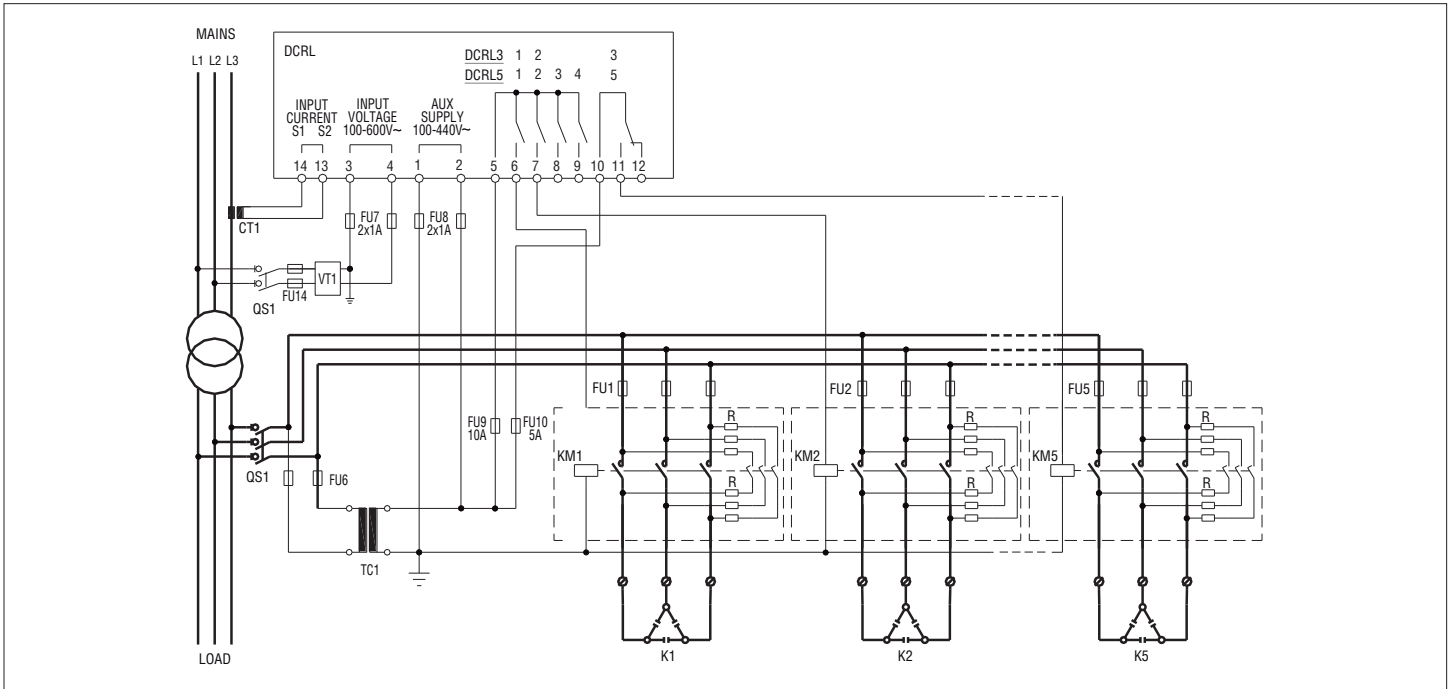 MAINS
L1 L2 L3
DCRL
DCRL3 1 2 3
DCRL5 1 2 3 4 5
INPUT CURRENT
S1 S2
INPUT VOLTAGE
100-600V~
AUX SUPPLY
100-440V~
14 13 3 4 1 2 5 6 7 8 9 10 11 12
CT1
FU7
2x1A
FU8
2x1A
VT1
FU14
QS1
FU1
FU2
FU5
FU9
10A
FU10
5A
R
R
R
KM1
KM2
KM5
QS1
FU6
R
R
R
TC1
K1
K2
K5
LOAD